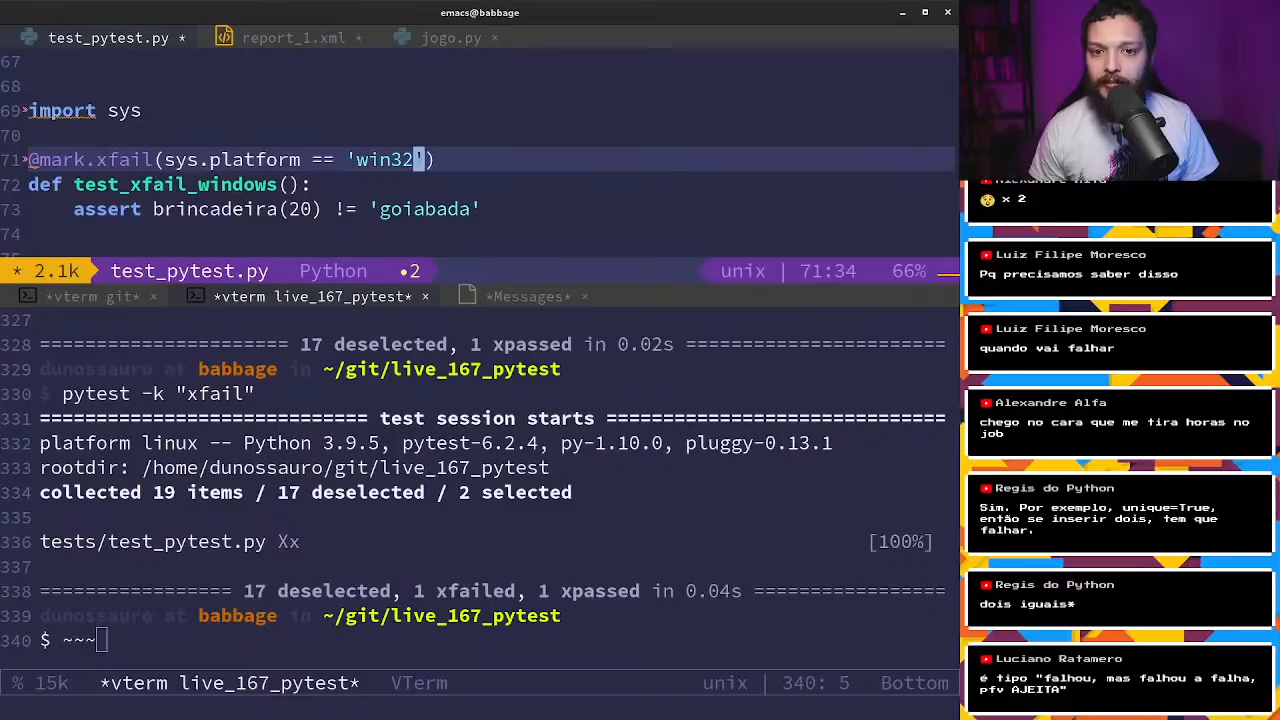 emacs@babbage
test_pytest.py * report_1.xml * jogo.py ×
67
68
69 import sys
70
71 @mark.xfail(sys.platform == 'win32')
72 def test_xfail_windows():
73 assert brincadeira(20) != 'goiabada'
74
* 2.1k test_pytest.py Python •2 unix | 71:34 66%
*vterm git* × *vterm live_167_pytest* × *Messages* ×
327
328 ====================== 17 deselected, 1 xpassed in 0.02s =======================
329 dunossauro at babbage in ~/git/live_167_pytest
330 $ pytest -k "xfail"
331 ============================= test session starts ==============================
332 platform linux -- Python 3.9.5, pytest-6.2.4, py-1.10.0, pluggy-0.13.1
333 rootdir: /home/dunossauro/git/live_167_pytest
334 collected 19 items / 17 deselected / 2 selected
335
336 tests/test_pytest.py Xx [100%]
337
338 ================= 17 deselected, 1 xfailed, 1 xpassed in 0.04s =================
339 dunossauro at babbage in ~/git/live_167_pytest
340 $ ~~~
% 15k *vterm live_167_pytest* VTerm unix | 340: 5 Bottom
Alexandre Alfa
x 2
Luiz Filipe Moresco
Pq precisamos saber disso
Luiz Filipe Moresco
quando vai falhar
Alexandre Alfa
chego no cara que me tira horas no
job
Regis do Python
Sim. Por exemplo, unique=True,
então se inserir dois, tem que
falhar.
Regis do Python
dois iguais*
Luciano Ratamero
é tipo "falhou, mas falhou a falha,
pfv AJEITA"